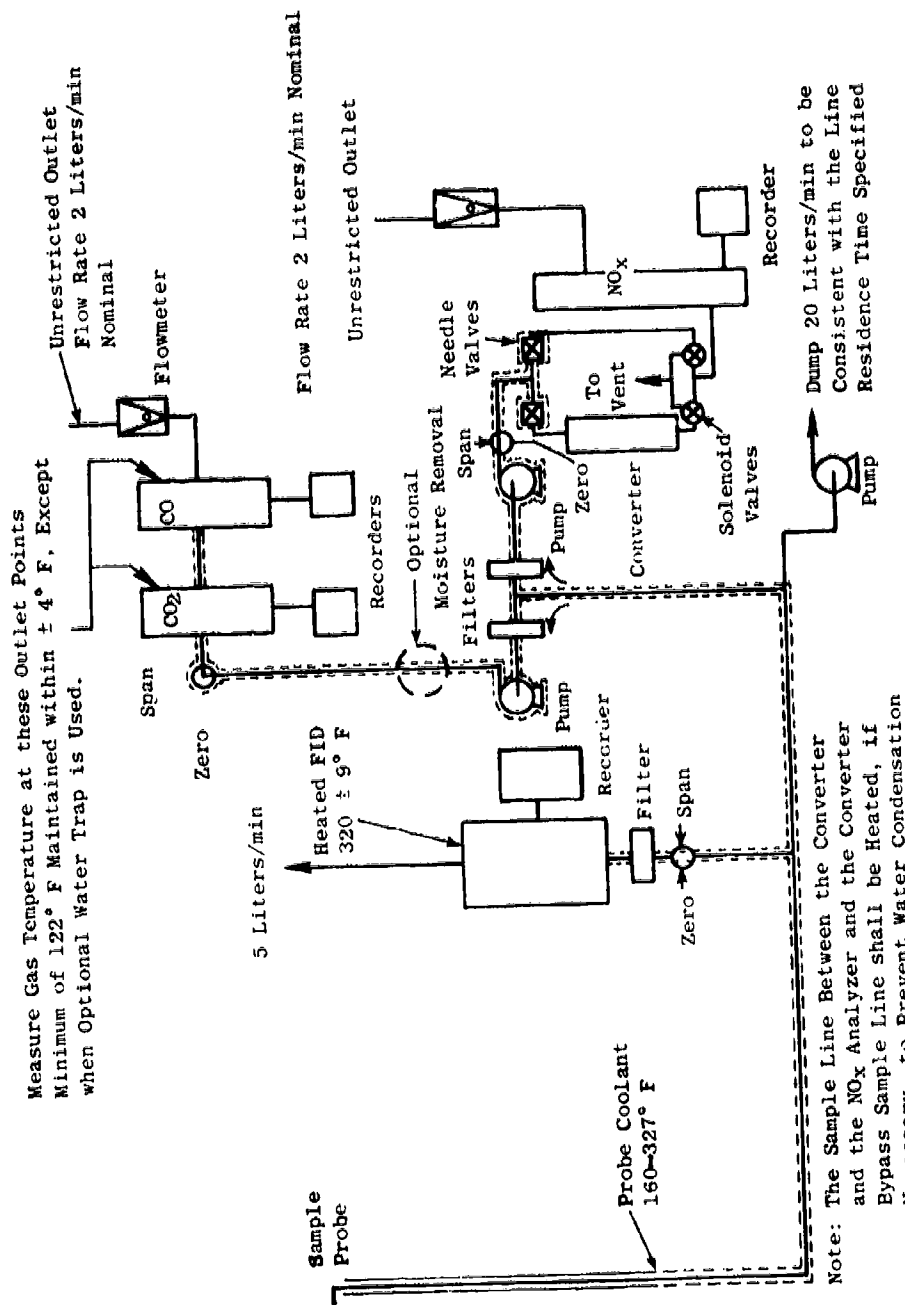 Measure Gas Temperature at these Outlet Points
Minimum of 122° F Maintained within ± 4° F, Except
when Optional Water Trap is Used.
Unrestricted Outlet
Flow Rate 2 Liters/min
Nominal
Flowmeter
CO
CO2
Span
Zero
Recorders
Optional
Moisture Removal
Flow Rate 2 Liters/min Nominal
Unrestricted Outlet
Needle
Valves
NOx
Recorder
To
Vent
Span
Zero
Converter
Solenoid
Valves
Filters
Pump
Pump
5 Liters/min
Heated FID
320 ± 9° F
Recorder
Filter
Span
Zero
Pump
Dump 20 Liters/min to be
Consistent with the Line
Residence Time Specified
Sample
Probe
Probe Coolant
160-327° F
Note: The Sample Line Between the Converter
and the NOx Analyzer and the Converter
Bypass Sample Line shall be Heated, if
to Prevent Water Condensation